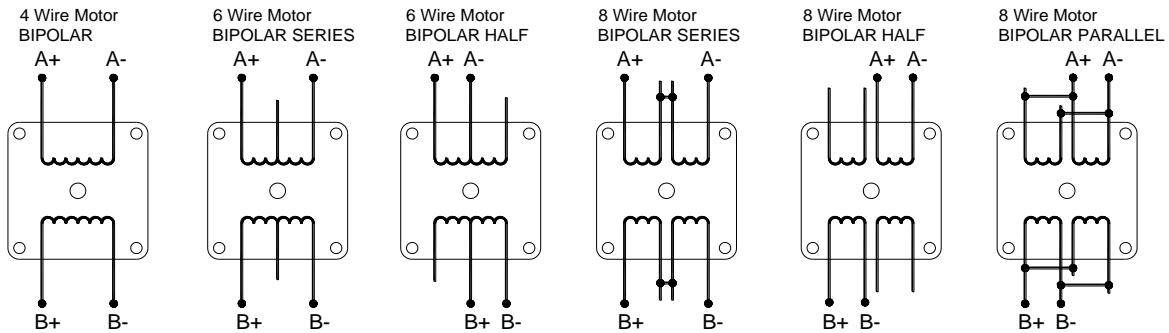 4 Wire Motor
BIPOLAR
A+ A-
B+ B-
6 Wire Motor
BIPOLAR SERIES
A+ A-
B+ B-
6 Wire Motor
BIPOLAR HALF
A+ A-
B+ B-
8 Wire Motor
BIPOLAR SERIES
A+ A-
B+ B-
8 Wire Motor
BIPOLAR HALF
A+ A-
B+ B-
8 Wire Motor
BIPOLAR PARALLEL
A+ A-
B+ B-